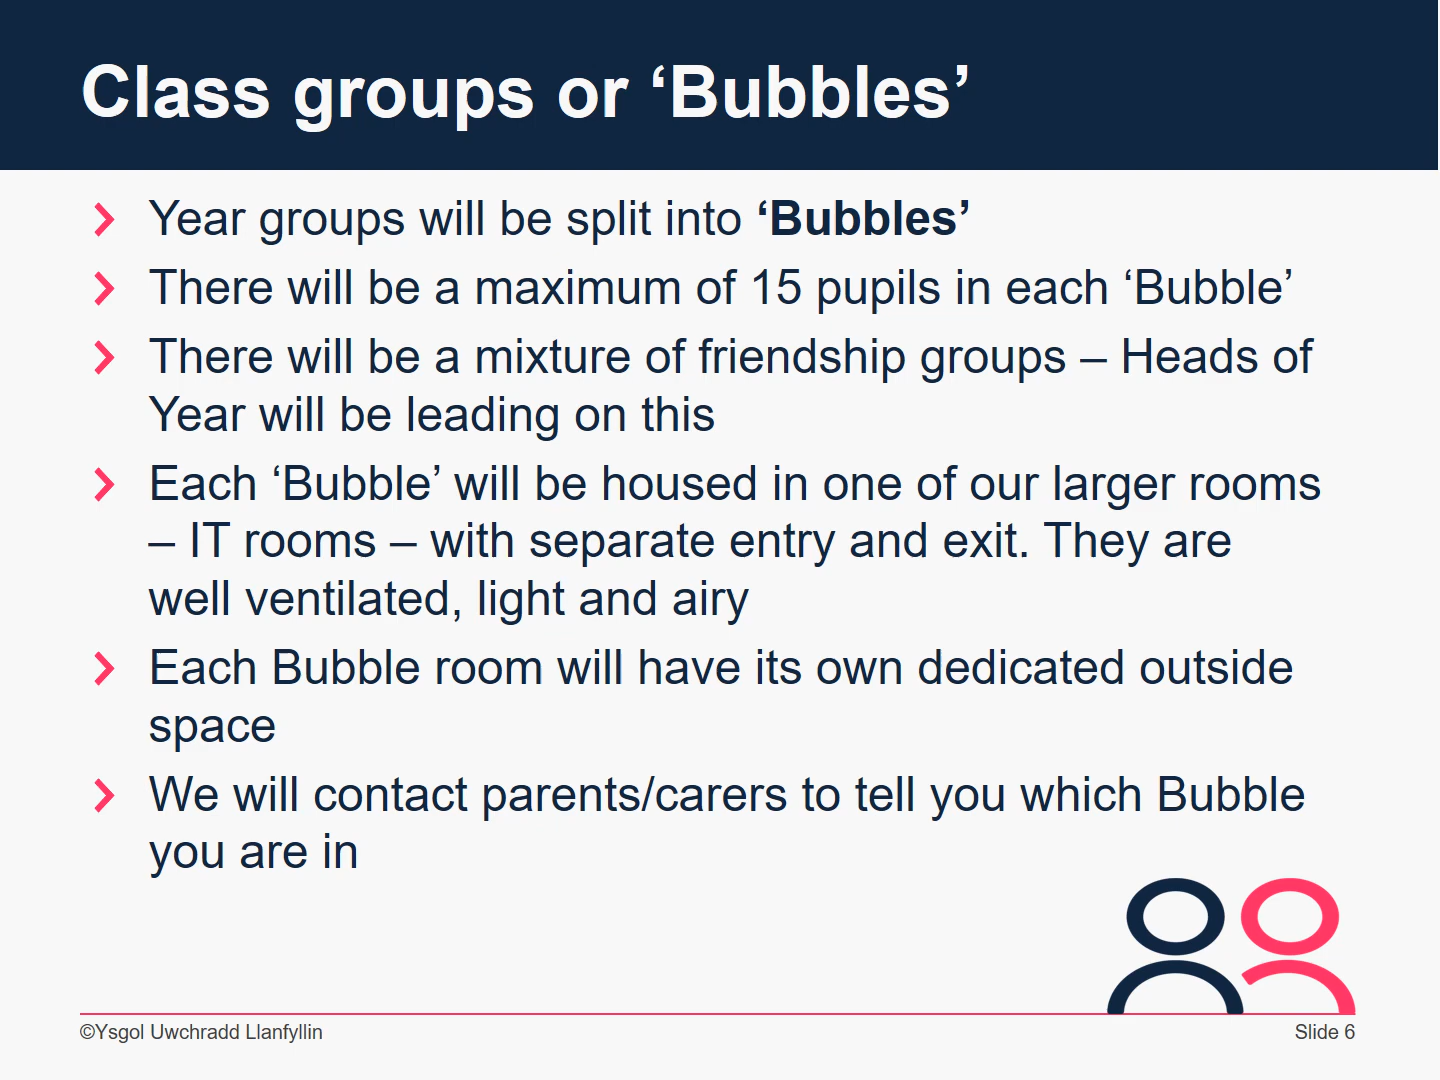 Class groups or ‘Bubbles’
Year groups will be split into ‘Bubbles’
There will be a maximum of 15 pupils in each ‘Bubble’
There will be a mixture of friendship groups – Heads of
Year will be leading on this
Each ‘Bubble’ will be housed in one of our larger rooms
– IT rooms – with separate entry and exit. They are
well ventilated, light and airy
Each Bubble room will have its own dedicated outside
space
We will contact parents/carers to tell you which Bubble
you are in
©Ysgol Uwchradd Llanfyllin
Slide 6